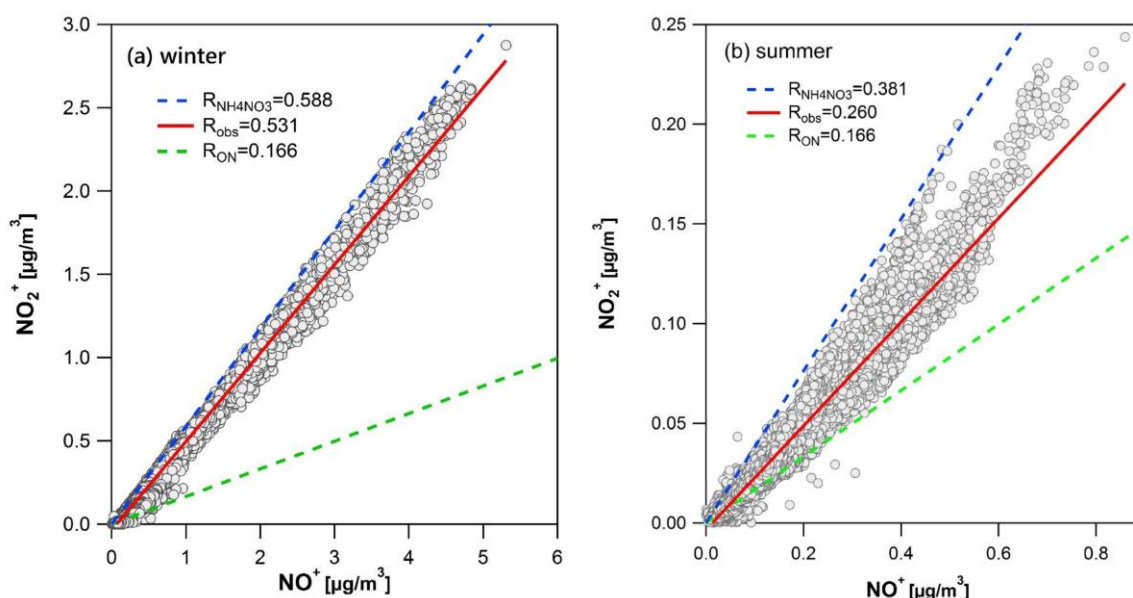 (a) winter
R_NH4NO3=0.588
R_obs=0.531
R_ON=0.166
3.0
2.5
2.0
1.5
1.0
0.5
0.0
NO₂⁺ [µg/m³]
0 1 2 3 4 5 6
NO⁺ [µg/m³]
(b) summer
R_NH4NO3=0.381
R_obs=0.260
R_ON=0.166
0.25
0.20
0.15
0.10
0.05
0.00
NO₂⁺ [µg/m³]
0.0 0.2 0.4 0.6 0.8
NO⁺ [µg/m³]